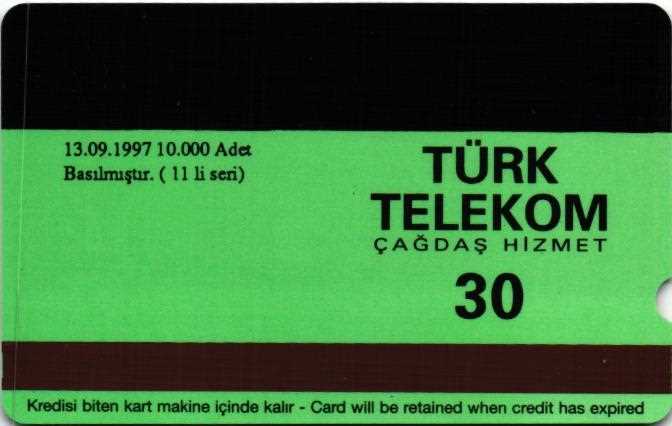 13.09.1997 10.000 Adet
Basılmıştır. ( 11 li seri)
TÜRK
TELEKOM
ÇAĞDAŞ HİZMET
30
Kredisi biten kart makine içinde kalır - Card will be retained when credit has expired